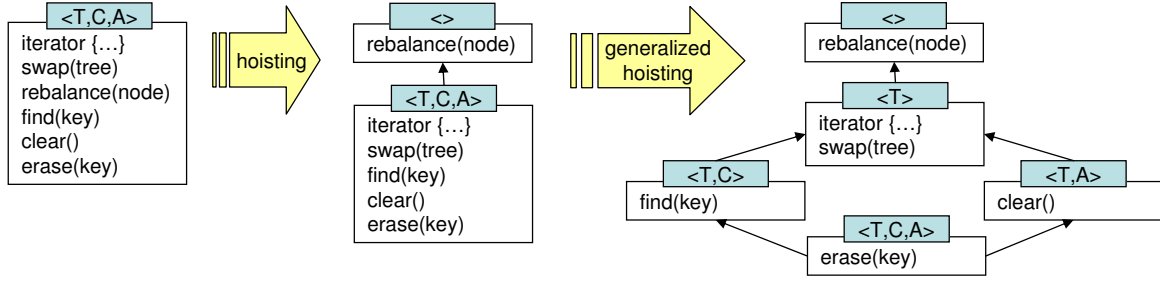 <T,C,A>
iterator {…}
swap(tree)
rebalance(node)
find(key)
clear()
erase(key)
hoisting
<>
rebalance(node)
<T,C,A>
iterator {…}
swap(tree)
find(key)
clear()
erase(key)
generalized
hoisting
<>
rebalance(node)
<T>
iterator {…}
swap(tree)
<T,C>
find(key)
<T,A>
clear()
<T,C,A>
erase(key)